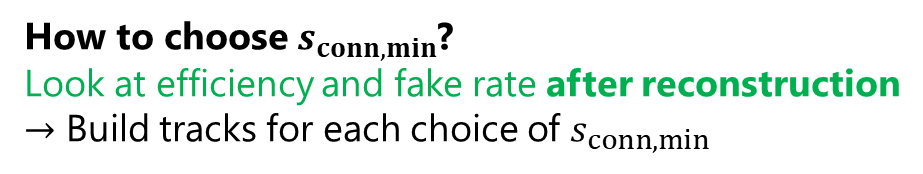 How to choose s_conn,min?
Look at efficiency and fake rate after reconstruction
→ Build tracks for each choice of s_conn,min